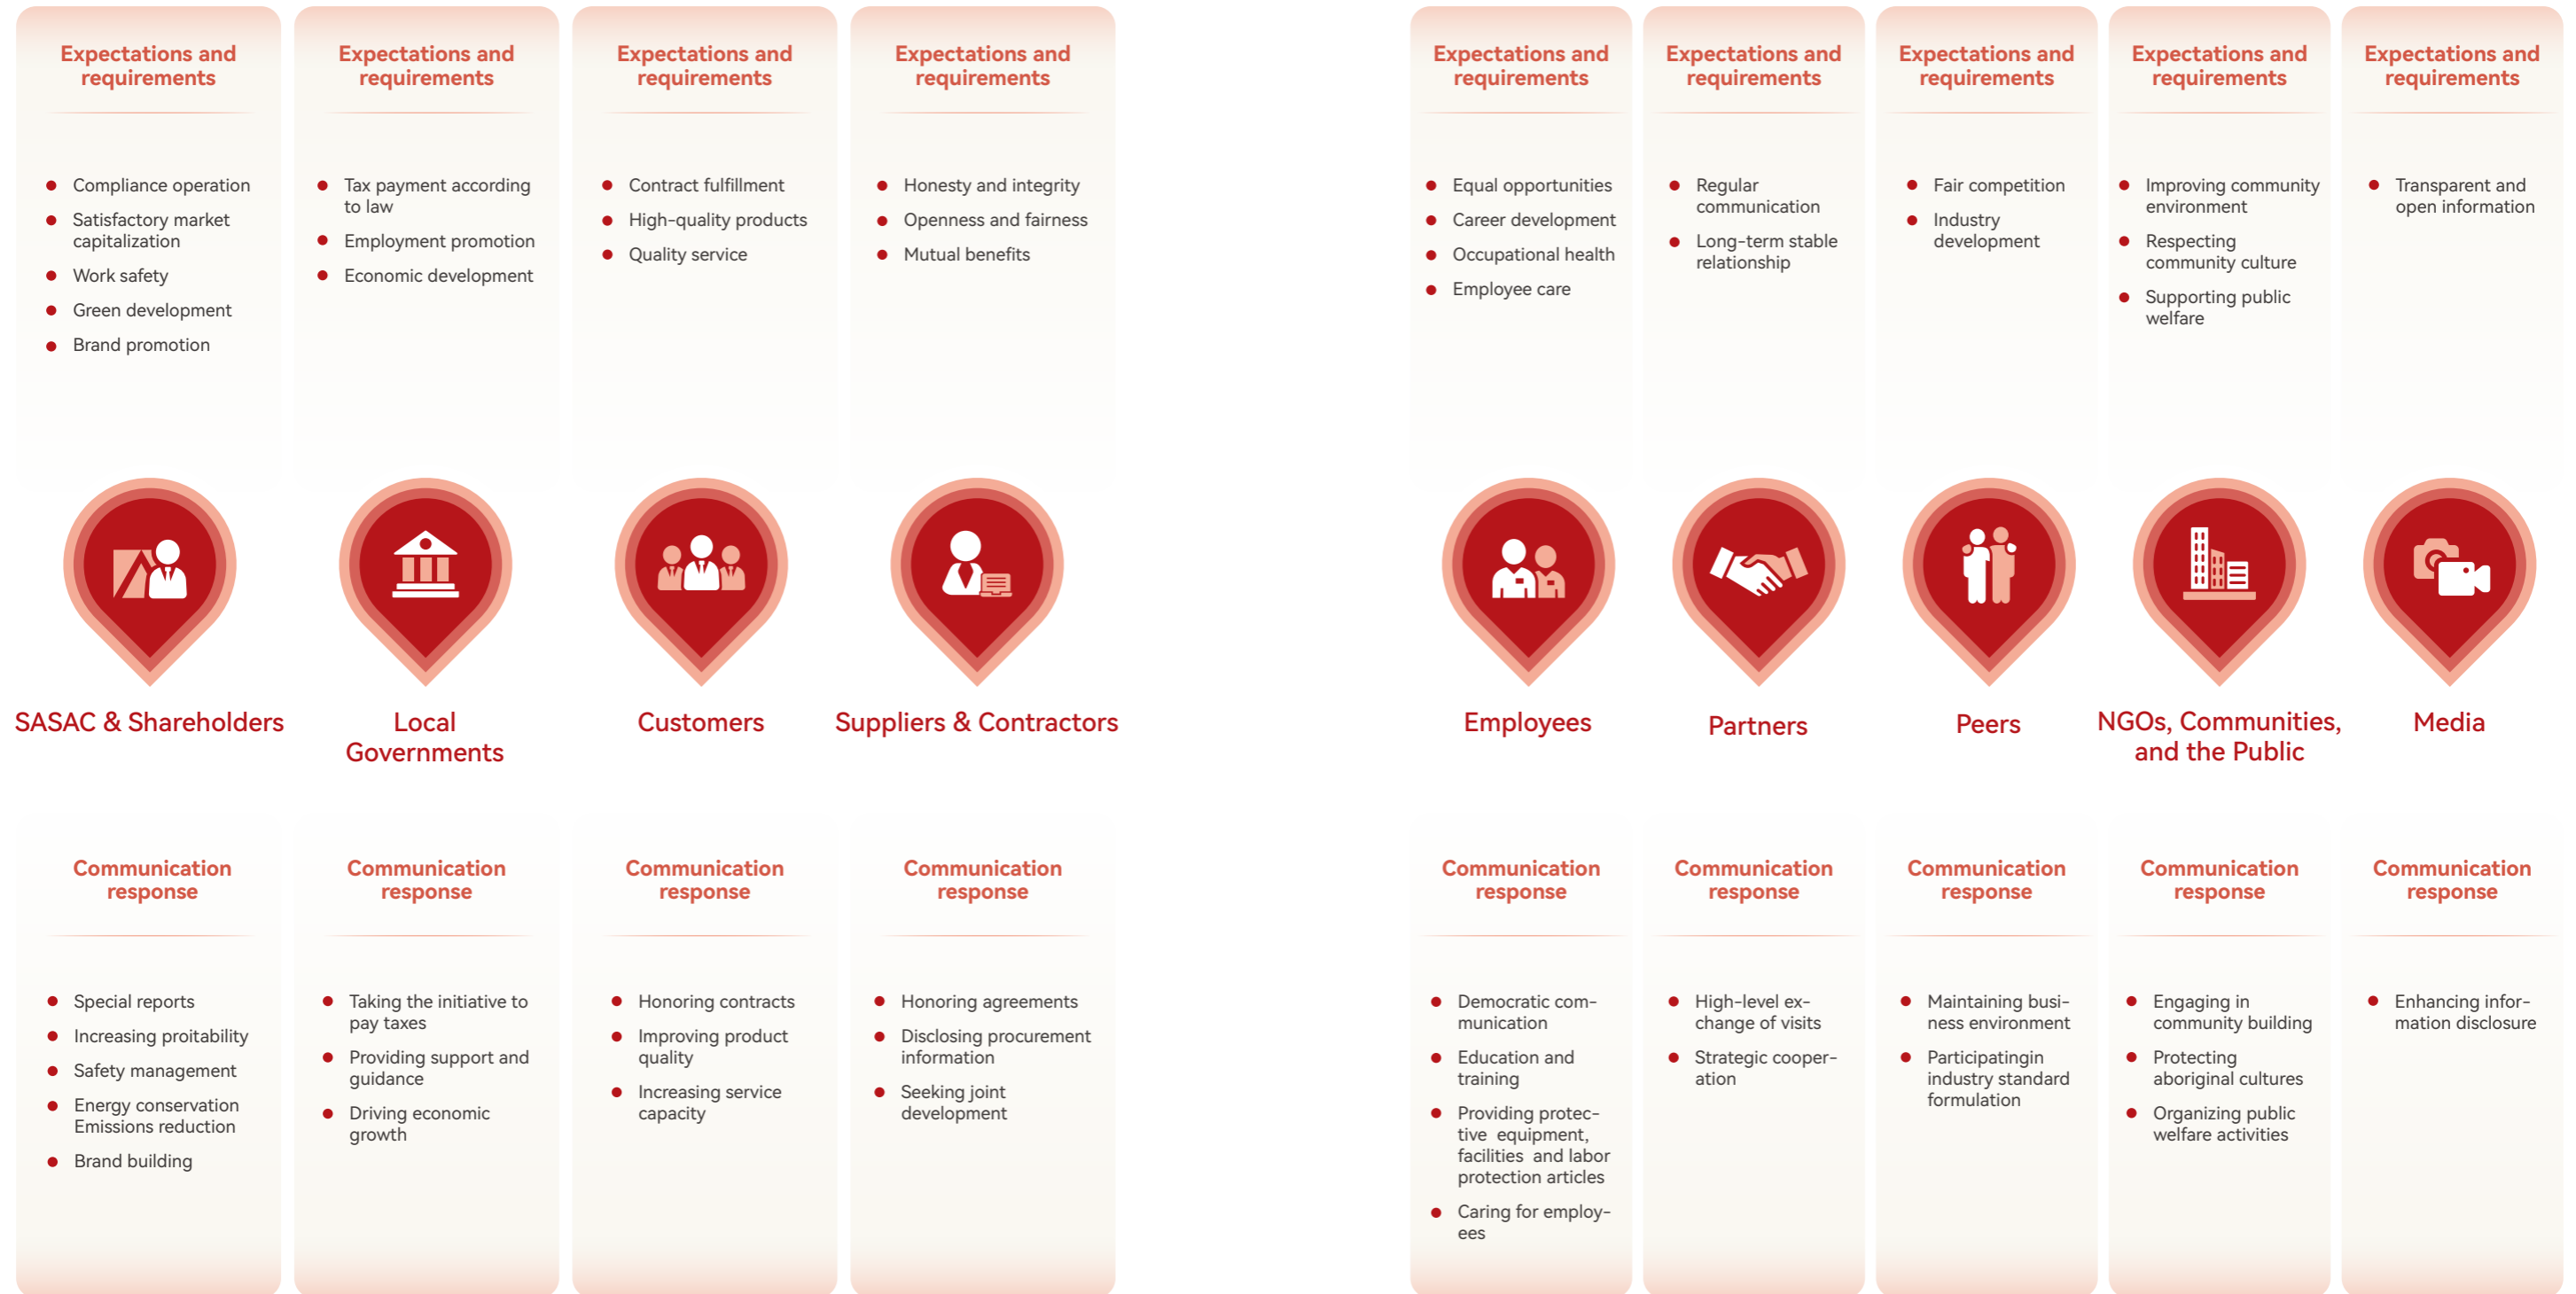 Expectations and
requirements
Compliance operation
Satisfactory market
capitalization
Work safety
Green development
Brand promotion
SASAC & Shareholders
Communication
response
Special reports
Increasing proitability
Safety management
Energy conservation
Emissions reduction
Brand building
Expectations and
requirements
Tax payment according
to law
Employment promotion
Economic development
Local
Governments
Communication
response
Taking the initiative to
pay taxes
Providing support and
guidance
Driving economic
growth
Expectations and
requirements
Contract fulfillment
High-quality products
Quality service
Customers
Communication
response
Honoring contracts
Improving product
quality
Increasing service
capacity
Expectations and
requirements
Honesty and integrity
Openness and fairness
Mutual benefits
Suppliers & Contractors
Communication
response
Honoring agreements
Disclosing procurement
information
Seeking joint
development
Expectations and
requirements
Equal opportunities
Career development
Occupational health
Employee care
Employees
Communication
response
Democratic com-
munication
Education and
training
Providing protec-
tive equipment,
facilities and labor
protection articles
Caring for employ-
ees
Expectations and
requirements
Regular
communication
Long-term stable
relationship
Partners
Communication
response
High-level ex-
change of visits
Strategic cooper-
ation
Expectations and
requirements
Fair competition
Industry
development
Peers
Communication
response
Maintaining busi-
ness environment
Participatingin
industry standard
formulation
Expectations and
requirements
Improving community
environment
Respecting
community culture
Supporting public
welfare
NGOs, Communities,
and the Public
Communication
response
Engaging in
community building
Protecting
aboriginal cultures
Organizing public
welfare activities
Expectations and
requirements
Transparent and
open information
Media
Communication
response
Enhancing infor-
mation disclosure